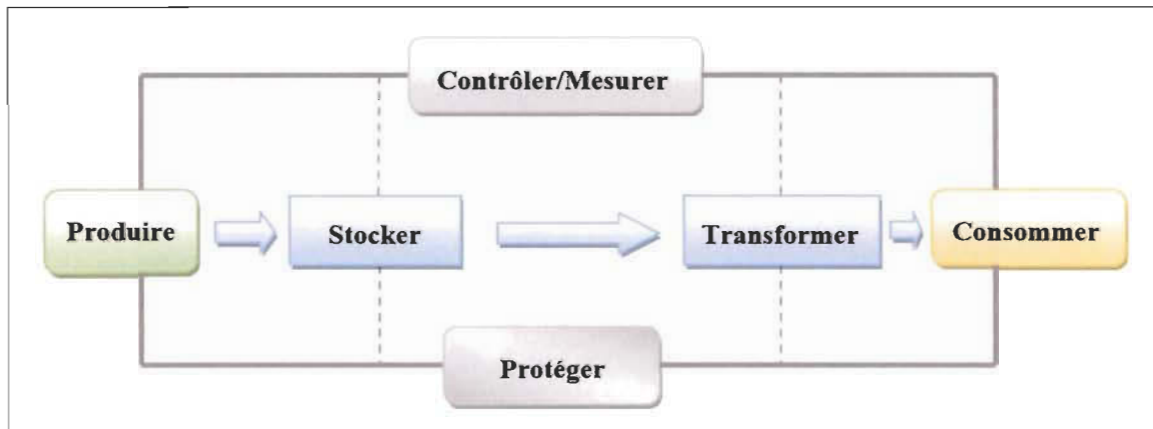 Contrôler/Mesurer
Produire
Stocker
Transformer
Consommer
Protéger